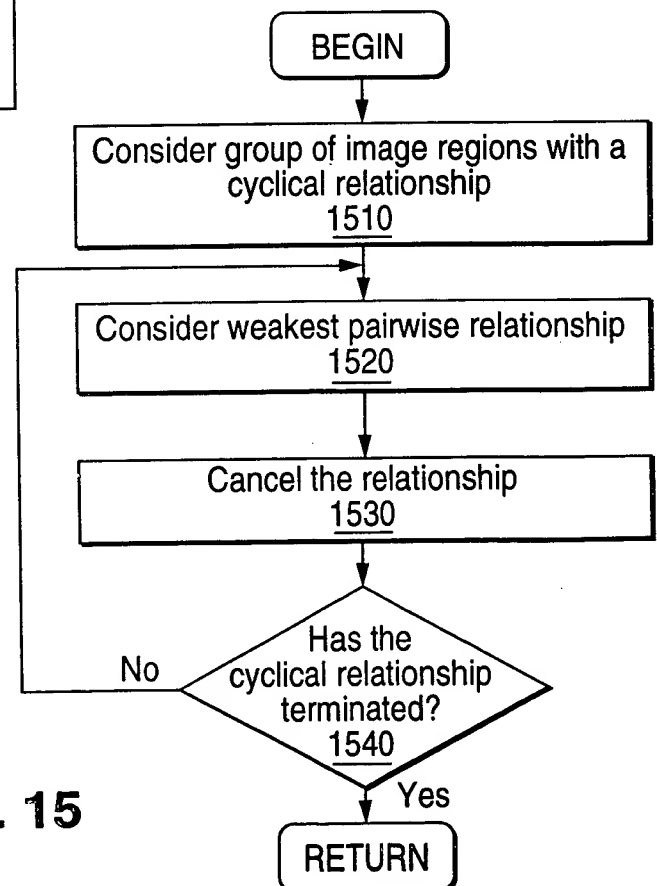 BEGIN
Consider group of image regions with a
cyclical relationship
1510
Consider weakest pairwise relationship
1520
Cancel the relationship
1530
Has the
cyclical relationship
terminated?
1540
No
Yes
. 15
RETURN